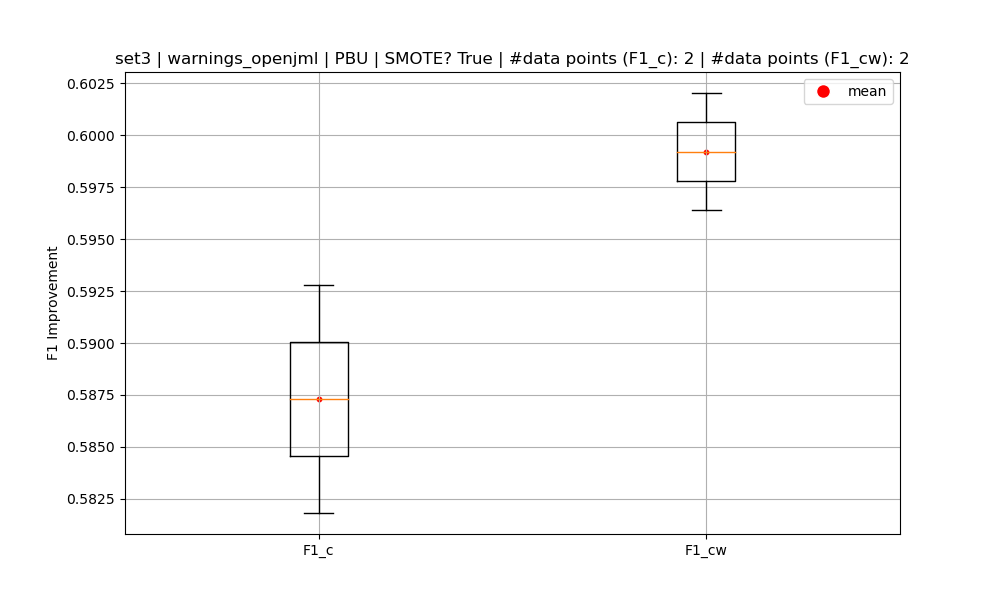 set3 | warnings_openjml | PBU | SMOTE? True | #data points (F1_c): 2 | #data points (F1_cw): 2
mean
F1 Improvement
0.6025
0.6000
0.5975
0.5950
0.5925
0.5900
0.5875
0.5850
0.5825
F1_c
F1_cw